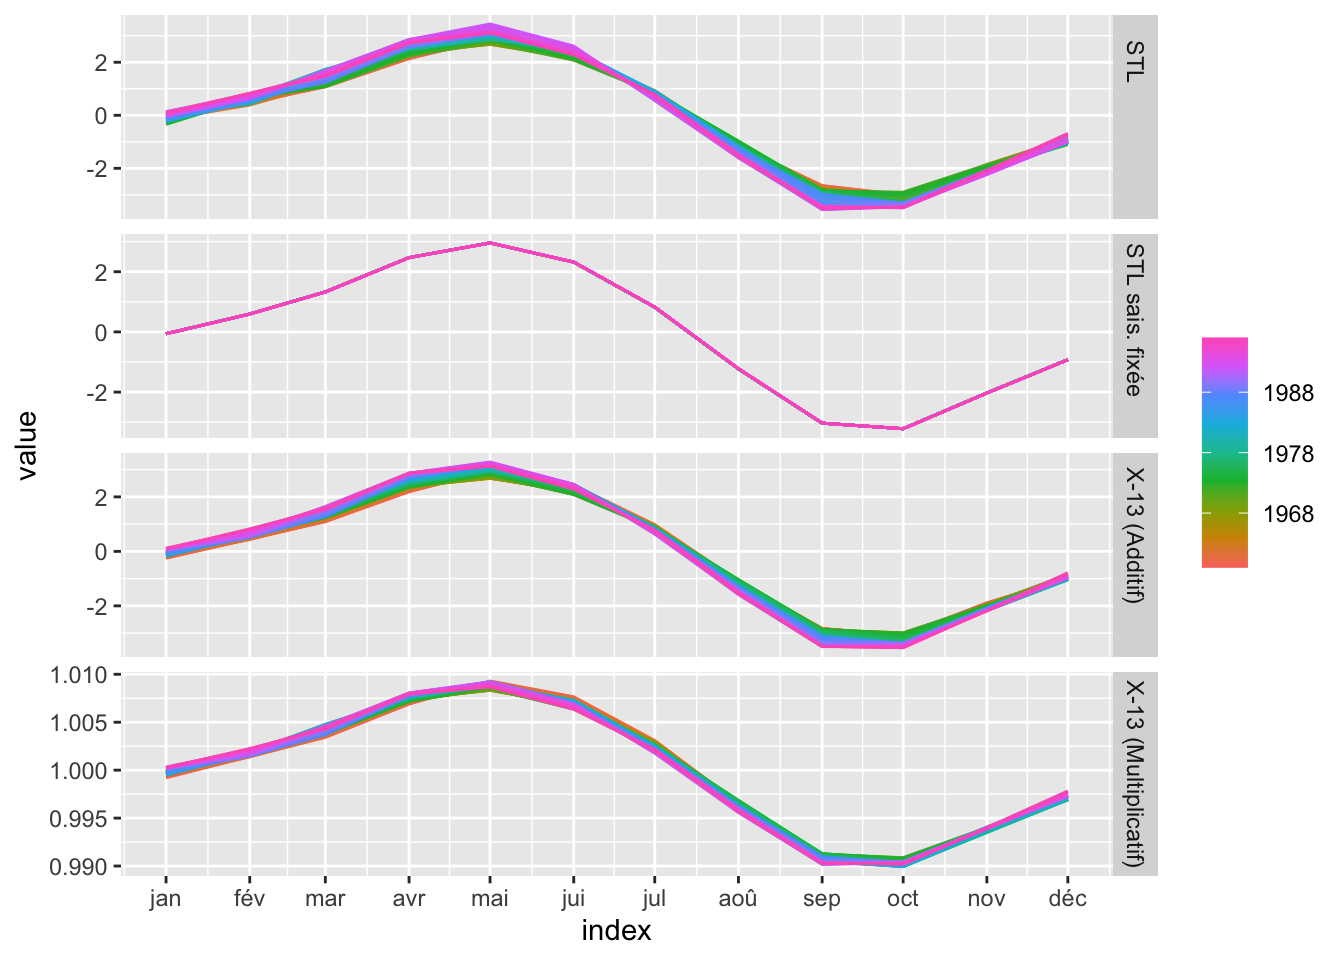 2
0
-2
STL
2
0
-2
STL sais. fixée
2
0
-2
X-13 (Additif)
1.010
1.005
1.000
0.995
0.990
X-13 (Multiplicatif)
jan fév mar avr mai jui jul aoû sep oct nov déc
index
value
1988
1978
1968